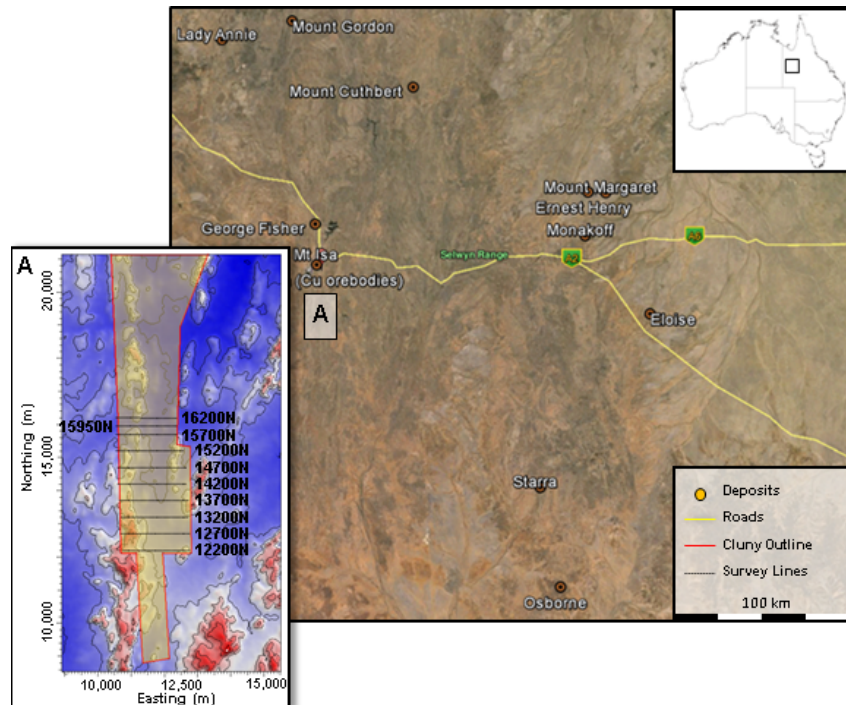 Mount Gordon
Lady Annie
Mount Cuthbert
Mount Margaret
Ernest Henry
Monakoff
George Fisher
Mt Isa
(Cu orebodies)
Selwyn Range
A
Eloise
Starra
Osborne
Deposits
Roads
Cluny Outline
Survey Lines
100 km
A
20,000
15,000
10,000
Northing (m)
16200N
15950N
15700N
15200N
14700N
14200N
13700N
13200N
12700N
12200N
10,000 12,500 15,000
Easting (m)